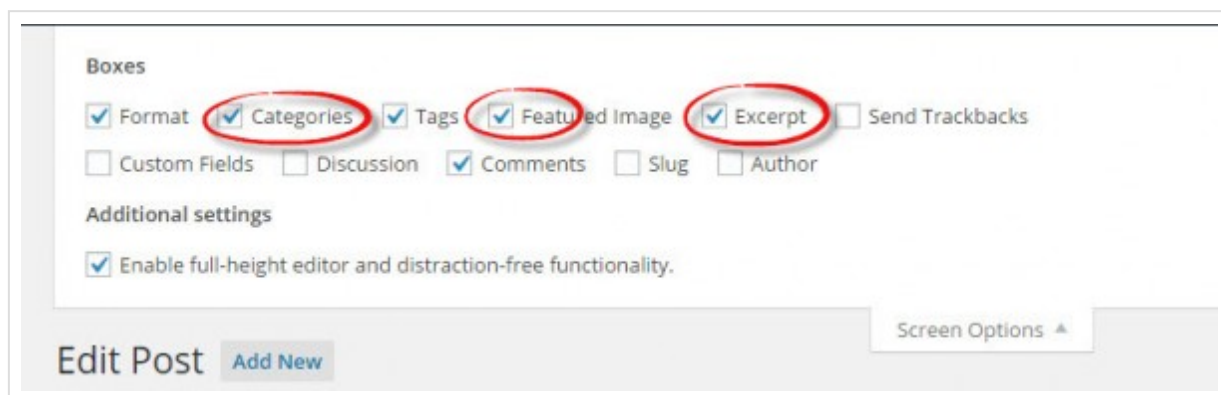 Boxes
Format Categories Tags Featured Image Excerpt Send Trackbacks
Custom Fields Discussion Comments Slug Author
Additional settings
Enable full-height editor and distraction-free functionality.
Screen Options
Edit Post Add New